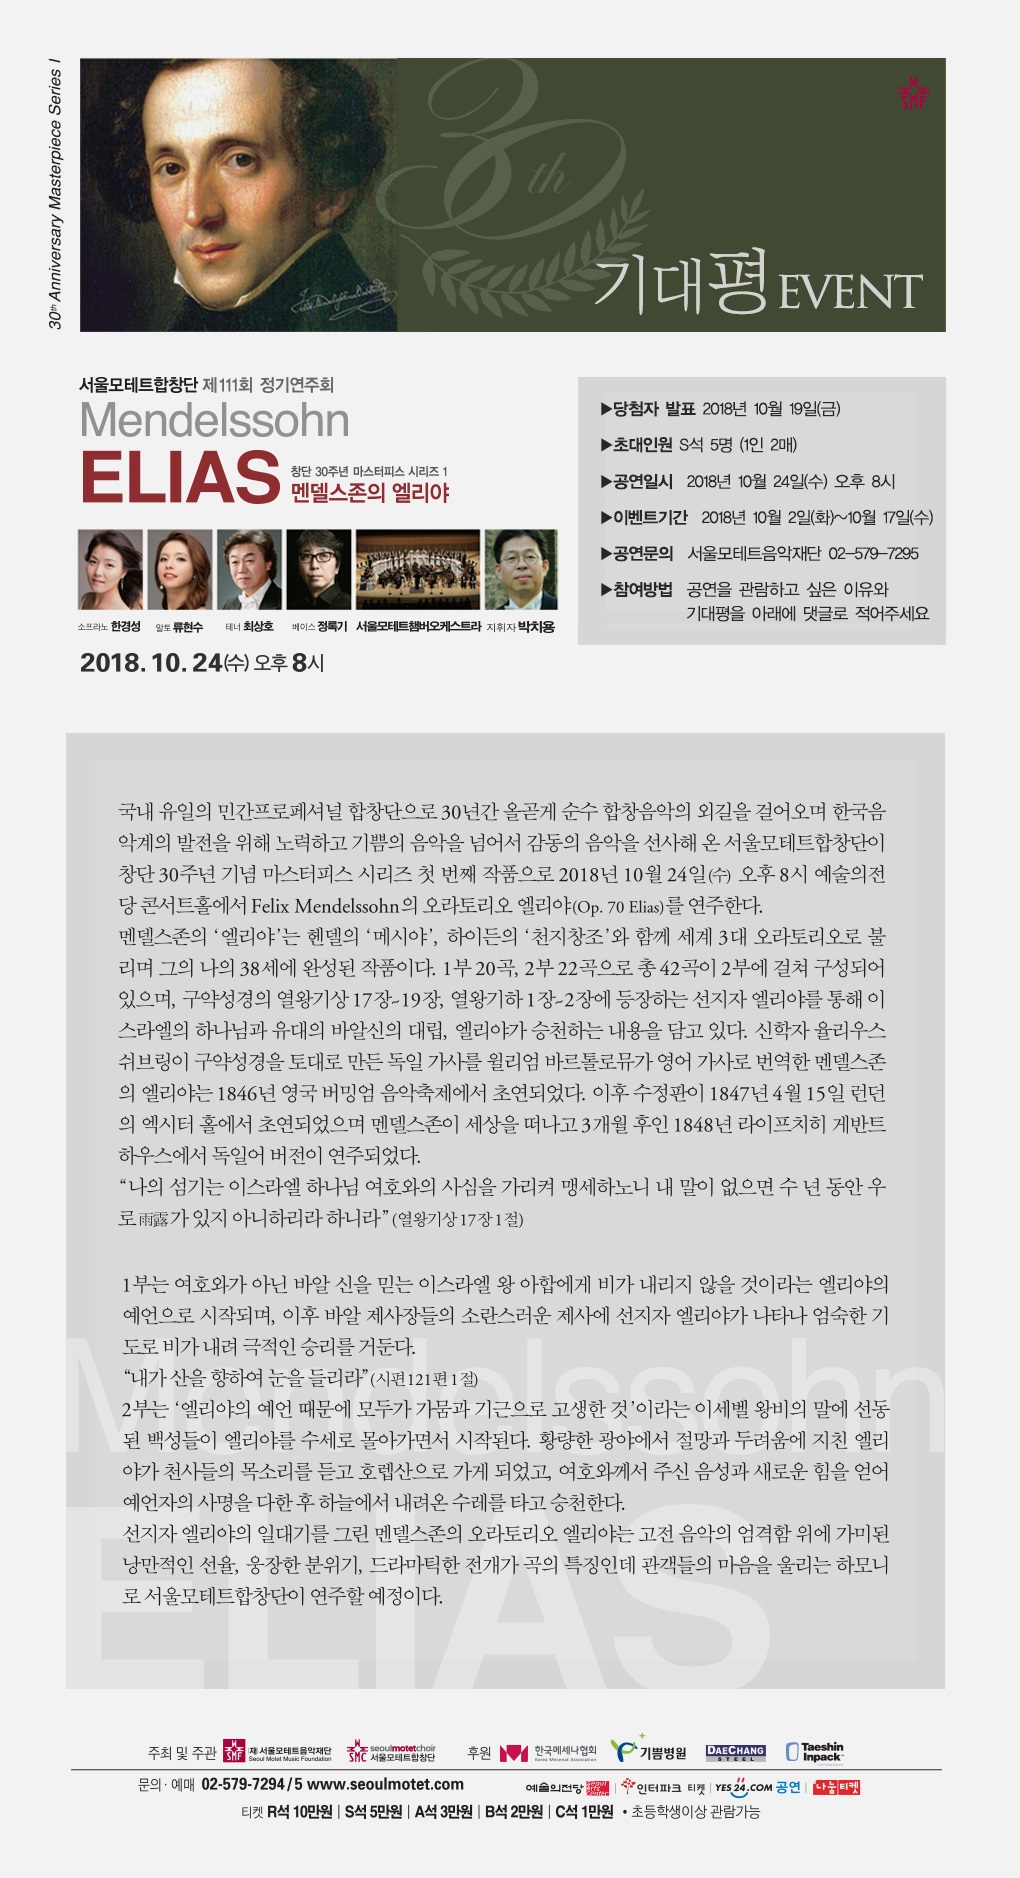 30th Anniversary Masterpiece Series I
30th
SMF
기대평 EVENT
서울모테트합창단 제111회 정기연주회
Mendelssohn
ELIAS
창단 30주년 마스터피스 시리즈 1
멘델스존의 엘리야
소프라노 한경성 알토 류현수 테너 최상호 베이스 정록기 서울모테트챔버오케스트라 지휘자 박치용
2018. 10. 24(수) 오후 8시
▶당첨자 발표 2018년 10월 19일(금)
▶초대인원 S석 5명 (1인 2매)
▶공연일시 2018년 10월 24일(수) 오후 8시
▶이벤트기간 2018년 10월 2일(화)~10월 17일(수)
▶공연문의 서울모테트음악재단 02-579-7295
▶참여방법 공연을 관람하고 싶은 이유와
기대평을 아래에 댓글로 적어주세요
국내 유일의 민간프로페셔널 합창단으로 30년간 올곧게 순수 합창음악의 외길을 걸어오며 한국음
악계의 발전을 위해 노력하고 기쁨의 음악을 넘어서 감동의 음악을 선사해 온 서울모테트합창단이
창단 30주년 기념 마스터피스 시리즈 첫 번째 작품으로 2018년 10월 24일(수) 오후 8시 예술의전
당 콘서트홀에서 Felix Mendelssohn의 오라토리오 엘리야(Op. 70 Elias)를 연주한다.
멘델스존의 ‘엘리야’는 헨델의 ‘메시야’, 하이든의 ‘천지창조’와 함께 세계 3대 오라토리오로 불
리며 그의 나의 38세에 완성된 작품이다. 1부 20곡, 2부 22곡으로 총 42곡이 2부에 걸쳐 구성되어
있으며, 구약성경의 열왕기상 17장~19장, 열왕기하 1장~2장에 등장하는 선지자 엘리야를 통해 이
스라엘의 하나님과 유대의 바알신의 대립, 엘리야가 승천하는 내용을 담고 있다. 신학자 율리우스
쉬브링이 구약성경을 토대로 만든 독일 가사를 윌리엄 바르톨로뮤가 영어 가사로 번역한 멘델스존
의 엘리야는 1846년 영국 버밍엄 음악축제에서 초연되었다. 이후 수정판이 1847년 4월 15일 런던
의 엑시터 홀에서 초연되었으며 멘델스존이 세상을 떠나고 3개월 후인 1848년 라이프치히 게반트
하우스에서 독일어 버전이 연주되었다.
“나의 섬기는 이스라엘 하나님 여호와의 사심을 가리켜 맹세하노니 내 말이 없으면 수 년 동안 우
로雨露가 있지 아니하리라 하니라” (열왕기상 17장 1절)
1부는 여호와가 아닌 바알 신을 믿는 이스라엘 왕 아합에게 비가 내리지 않을 것이라는 엘리야의
예언으로 시작되며, 이후 바알 제사장들의 소란스러운 제사에 선지자 엘리야가 나타나 엄숙한 기
도로 비가 내려 극적인 승리를 거둔다.
“내가 산을 향하여 눈을 들리라” (시편 121편 1절)
2부는 ‘엘리야의 예언 때문에 모두가 가뭄과 기근으로 고생한 것’이라는 이세벨 왕비의 말에 선동
된 백성들이 엘리야를 수세로 몰아가면서 시작된다. 황량한 광야에서 절망과 두려움에 지친 엘리
야가 천사들의 목소리를 듣고 호렙산으로 가게 되었고, 여호와께서 주신 음성과 새로운 힘을 얻어
예언자의 사명을 다한 후 하늘에서 내려온 수레를 타고 승천한다.
선지자 엘리야의 일대기를 그린 멘델스존의 오라토리오 엘리야는 고전 음악의 엄격함 위에 가미된
낭만적인 선율, 웅장한 분위기, 드라마틱한 전개가 곡의 특징인데 관객들의 마음을 울리는 하모니
로 서울모테트합창단이 연주할 예정이다.
Mendelssohn
ELIAS
주최 및 주관 SMF (재)서울모테트음악재단 Seoul Motet Music Foundation SMC seoulmotetchoir 서울모테트합창단 후원 한국메세나협회 Korea Mecenat Association 기쁨병원 DAECHANG STEEL Taeshin Inpack
문의·예매 02-579-7294/5 www.seoulmotet.com 예술의전당 Seoul Arts Center | 인터파크 티켓 | YES24.COM 공연 | 나눔티켓
티켓 R석 10만원 | S석 5만원 | A석 3만원 | B석 2만원 | C석 1만원 • 초등학생이상 관람가능